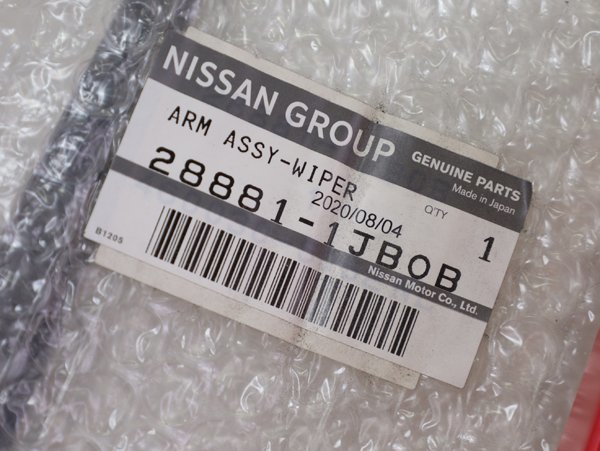 NISSAN GROUP
GENUINE PARTS
Made in Japan
ARM ASSY-WIPER
2020/08/04
Q'TY
1
28881-1JB0B
Nissan Motor Co., Ltd.
B1205